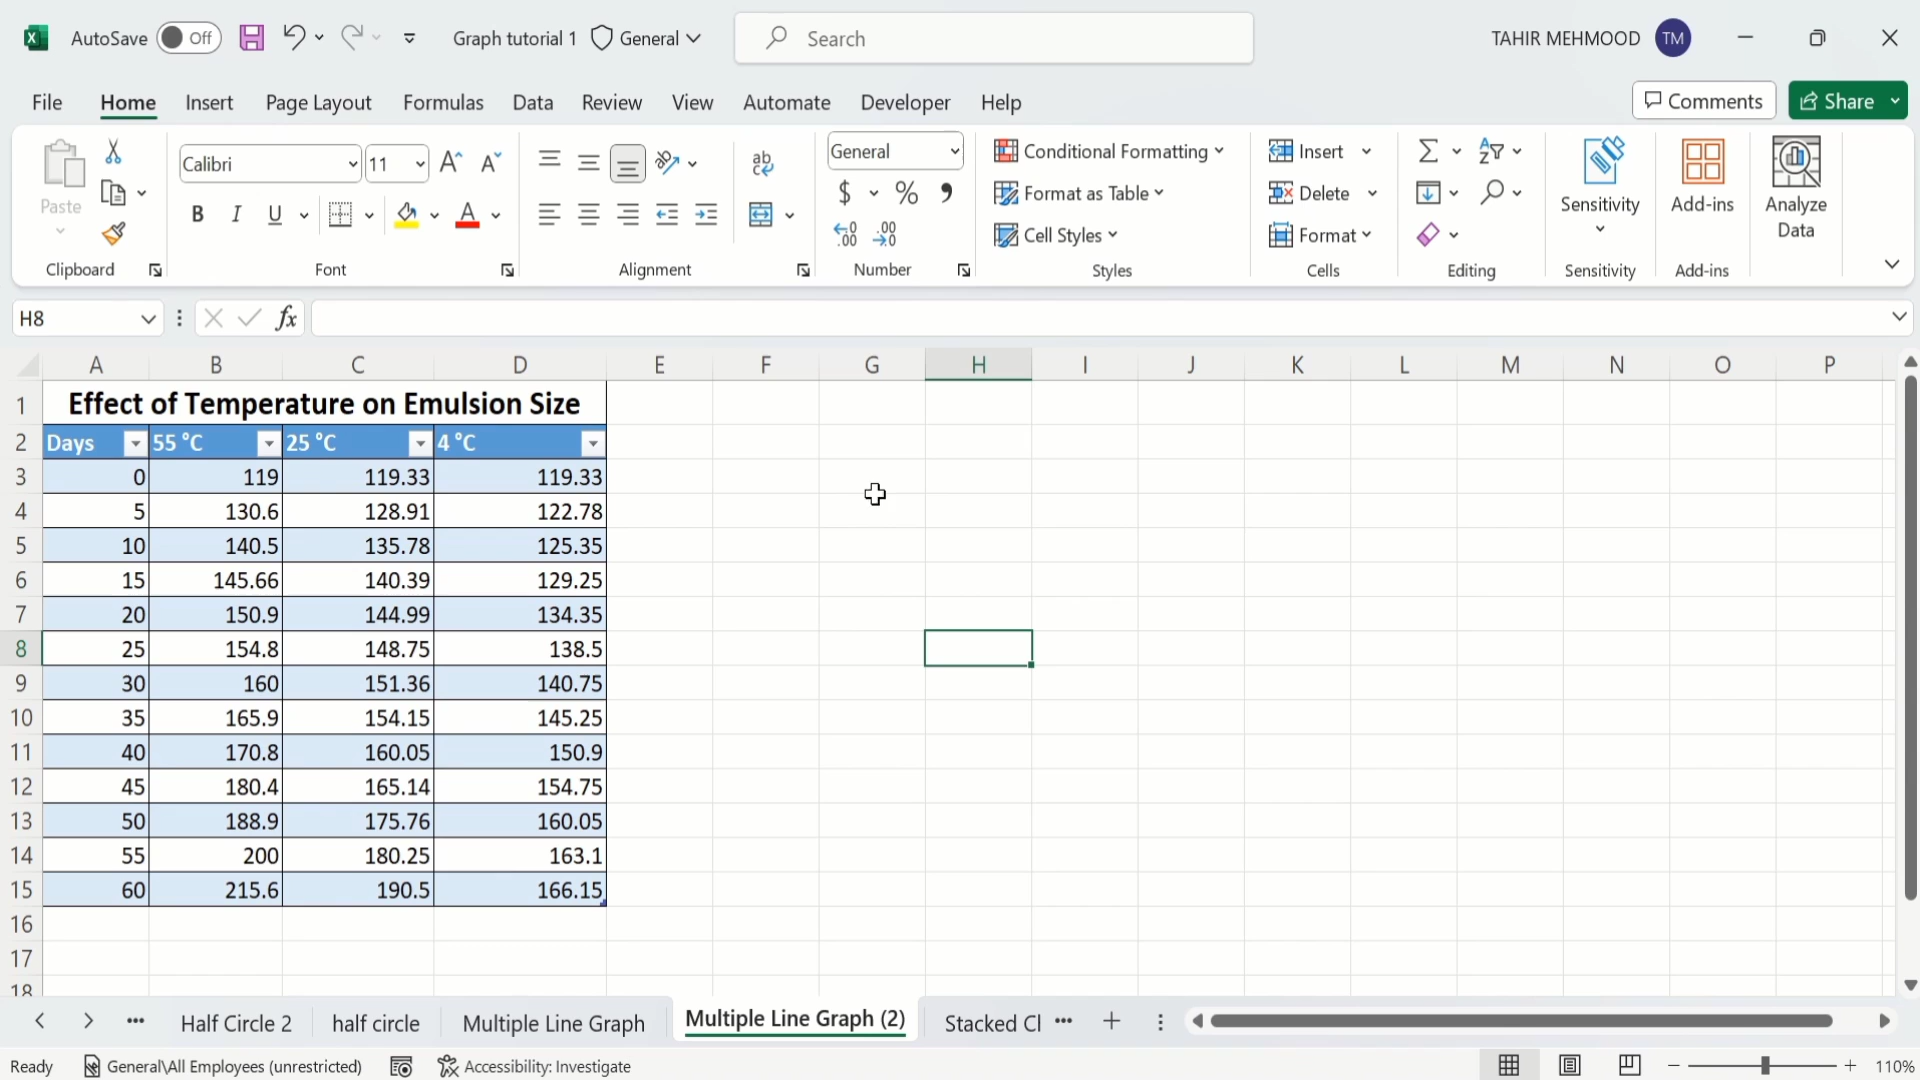 AutoSave Off Graph tutorial 1 General Search TAHIR MEHMOOD TM
File Home Insert Page Layout Formulas Data Review View Automate Developer Help Comments Share
Paste Calibri 11 General Conditional Formatting Insert
B I U $ % , Format as Table Delete Sensitivity Add-ins Analyze Data
Cell Styles Format
Clipboard Font Alignment Number Styles Cells Editing Sensitivity Add-ins
H8 fx
A B C D E F G H I J K L M N O P
1 Effect of Temperature on Emulsion Size
2 Days 55 °C 25 °C 4 °C
3 0 119 119.33 119.33
4 5 130.6 128.91 122.78
5 10 140.5 135.78 125.35
6 15 145.66 140.39 129.25
7 20 150.9 144.99 134.35
8 25 154.8 148.75 138.5
9 30 160 151.36 140.75
10 35 165.9 154.15 145.25
11 40 170.8 160.05 150.9
12 45 180.4 165.14 154.75
13 50 188.9 175.76 160.05
14 55 200 180.25 163.1
15 60 215.6 190.5 166.15
16
17
18
Half Circle 2 half circle Multiple Line Graph Multiple Line Graph (2) Stacked Cl
Ready General\All Employees (unrestricted) Accessibility: Investigate 110%